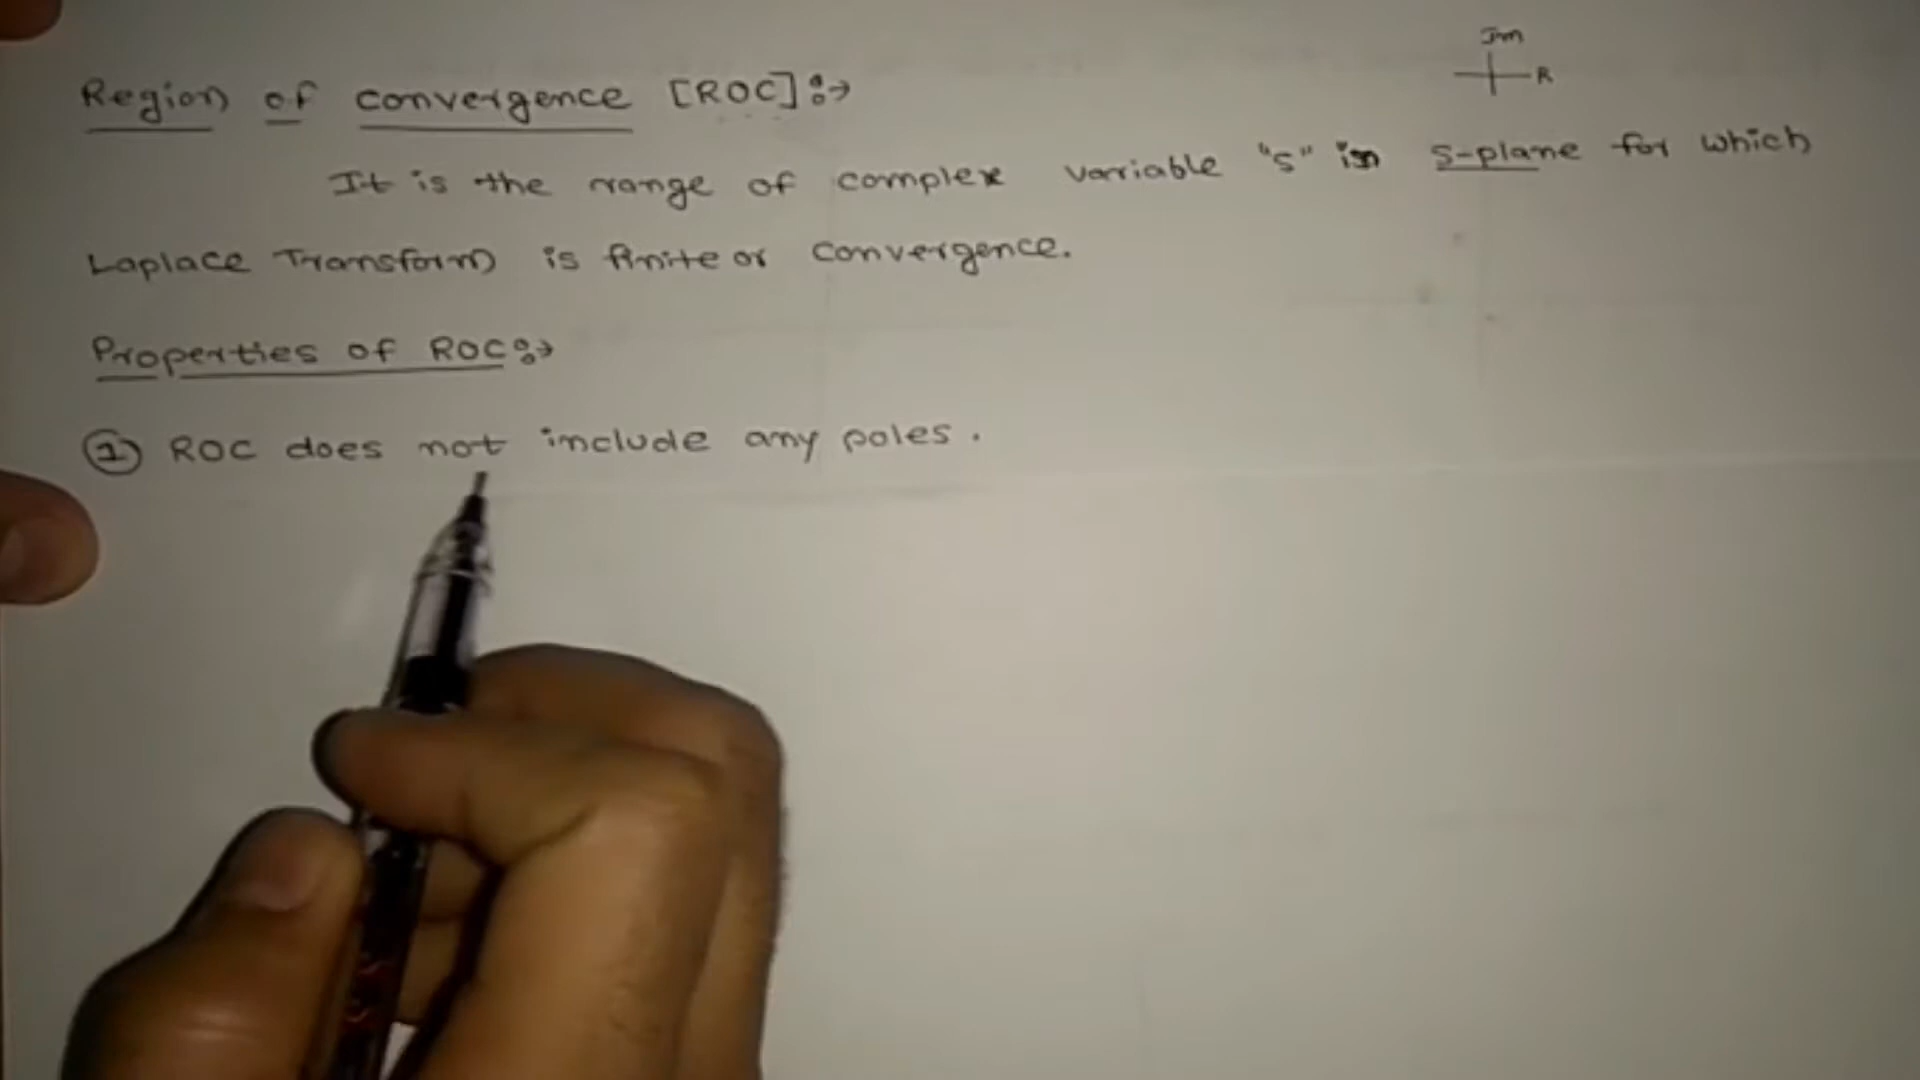 Im
R
Region of convergence [ROC]:→
It is the range of complex variable "s" in s-plane for which
Laplace Transform is finite or convergence.
Properties of ROC:→
① ROC does not include any poles.